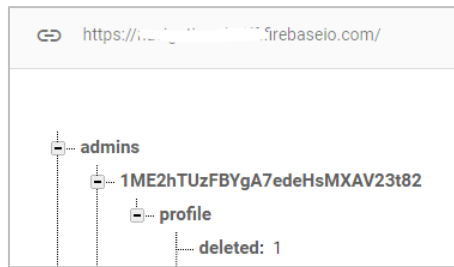 https://firebaseio.com/
admins
1ME2hTUzFBYgA7edeHsMXAV23t82
profile
deleted: 1